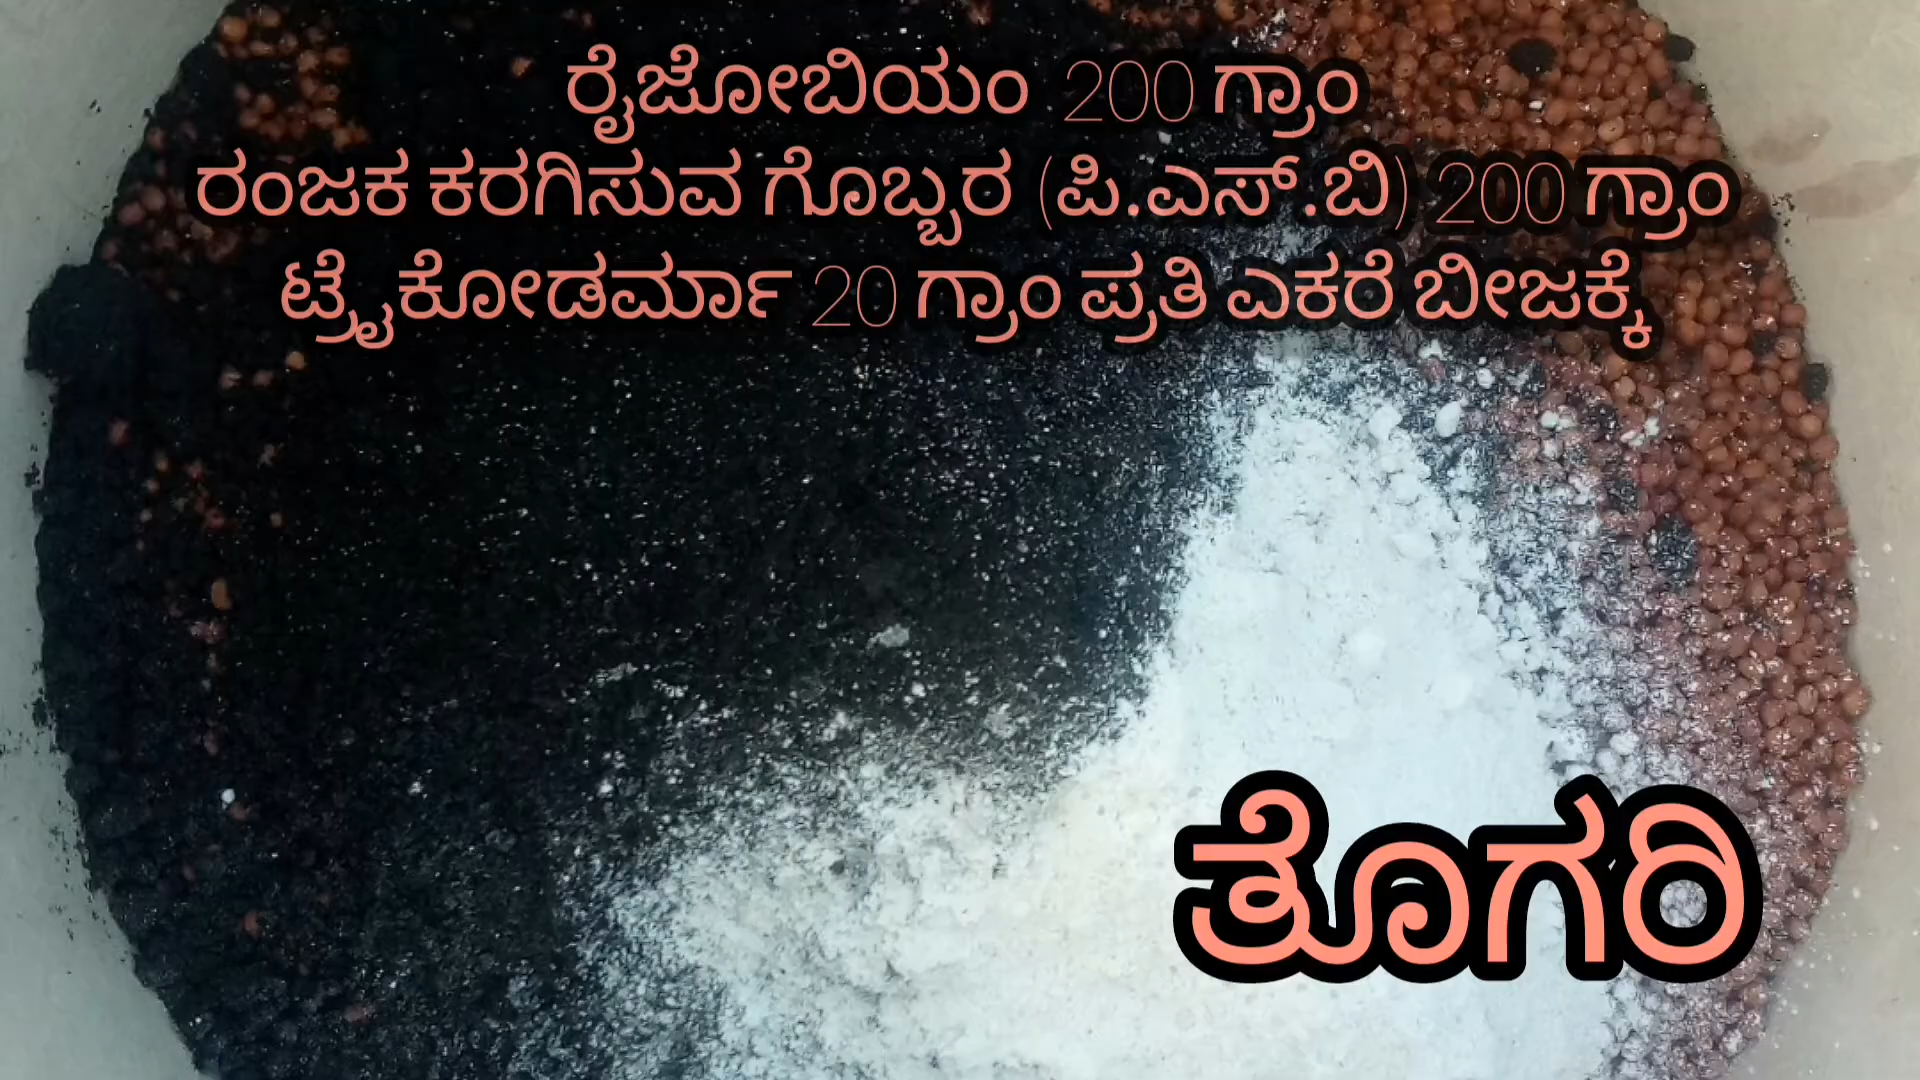 ರೈಜೋಬಿಯಂ 200 ಗ್ರಾಂ
ರಂಜಕ ಕರಗಿಸುವ ಗೊಬ್ಬರ (ಪಿ.ಎಸ್.ಬಿ) 200 ಗ್ರಾಂ
ಟ್ರೈಕೋಡರ್ಮಾ 20 ಗ್ರಾಂ ಪ್ರತಿ ಎಕರೆ ಬೀಜಕ್ಕೆ
ತೊಗರಿ